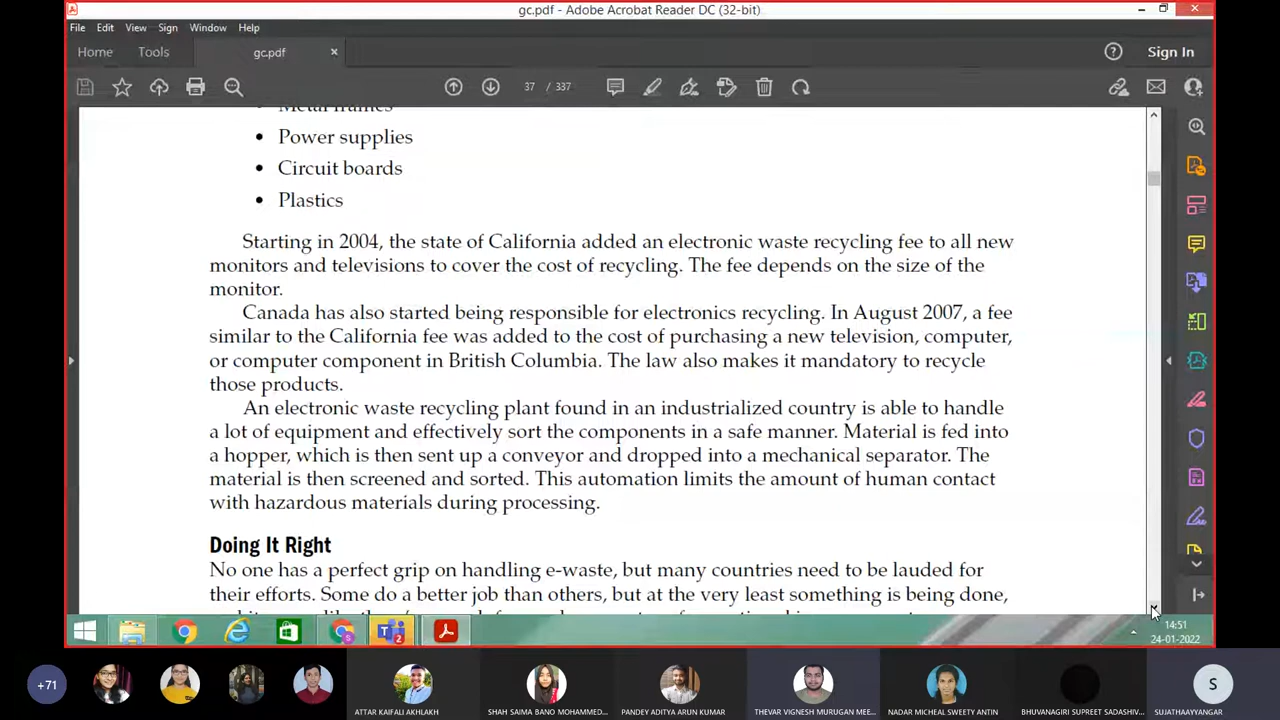 gc.pdf - Adobe Acrobat Reader DC (32-bit)
File Edit View Sign Window Help
Home Tools gc.pdf × Sign In
37 / 337
Metal frames
• Power supplies
• Circuit boards
• Plastics
Starting in 2004, the state of California added an electronic waste recycling fee to all new
monitors and televisions to cover the cost of recycling. The fee depends on the size of the
monitor.
Canada has also started being responsible for electronics recycling. In August 2007, a fee
similar to the California fee was added to the cost of purchasing a new television, computer,
or computer component in British Columbia. The law also makes it mandatory to recycle
those products.
An electronic waste recycling plant found in an industrialized country is able to handle
a lot of equipment and effectively sort the components in a safe manner. Material is fed into
a hopper, which is then sent up a conveyor and dropped into a mechanical separator. The
material is then screened and sorted. This automation limits the amount of human contact
with hazardous materials during processing.
Doing It Right
No one has a perfect grip on handling e-waste, but many countries need to be lauded for
their efforts. Some do a better job than others, but at the very least something is being done,
14:51
24-01-2022
+71
ATTAR KAIFALI AKHLAKH
SHAH SAIMA BANO MOHAMMED...
PANDEY ADITYA ARUN KUMAR
THEVAR VIGNESH MURUGAN MEE...
NADAR MICHEAL SWEETY ANTIN
BHUVANAGIRI SUPREET SADASHIV...
S
SUJATHAAYYANGAR